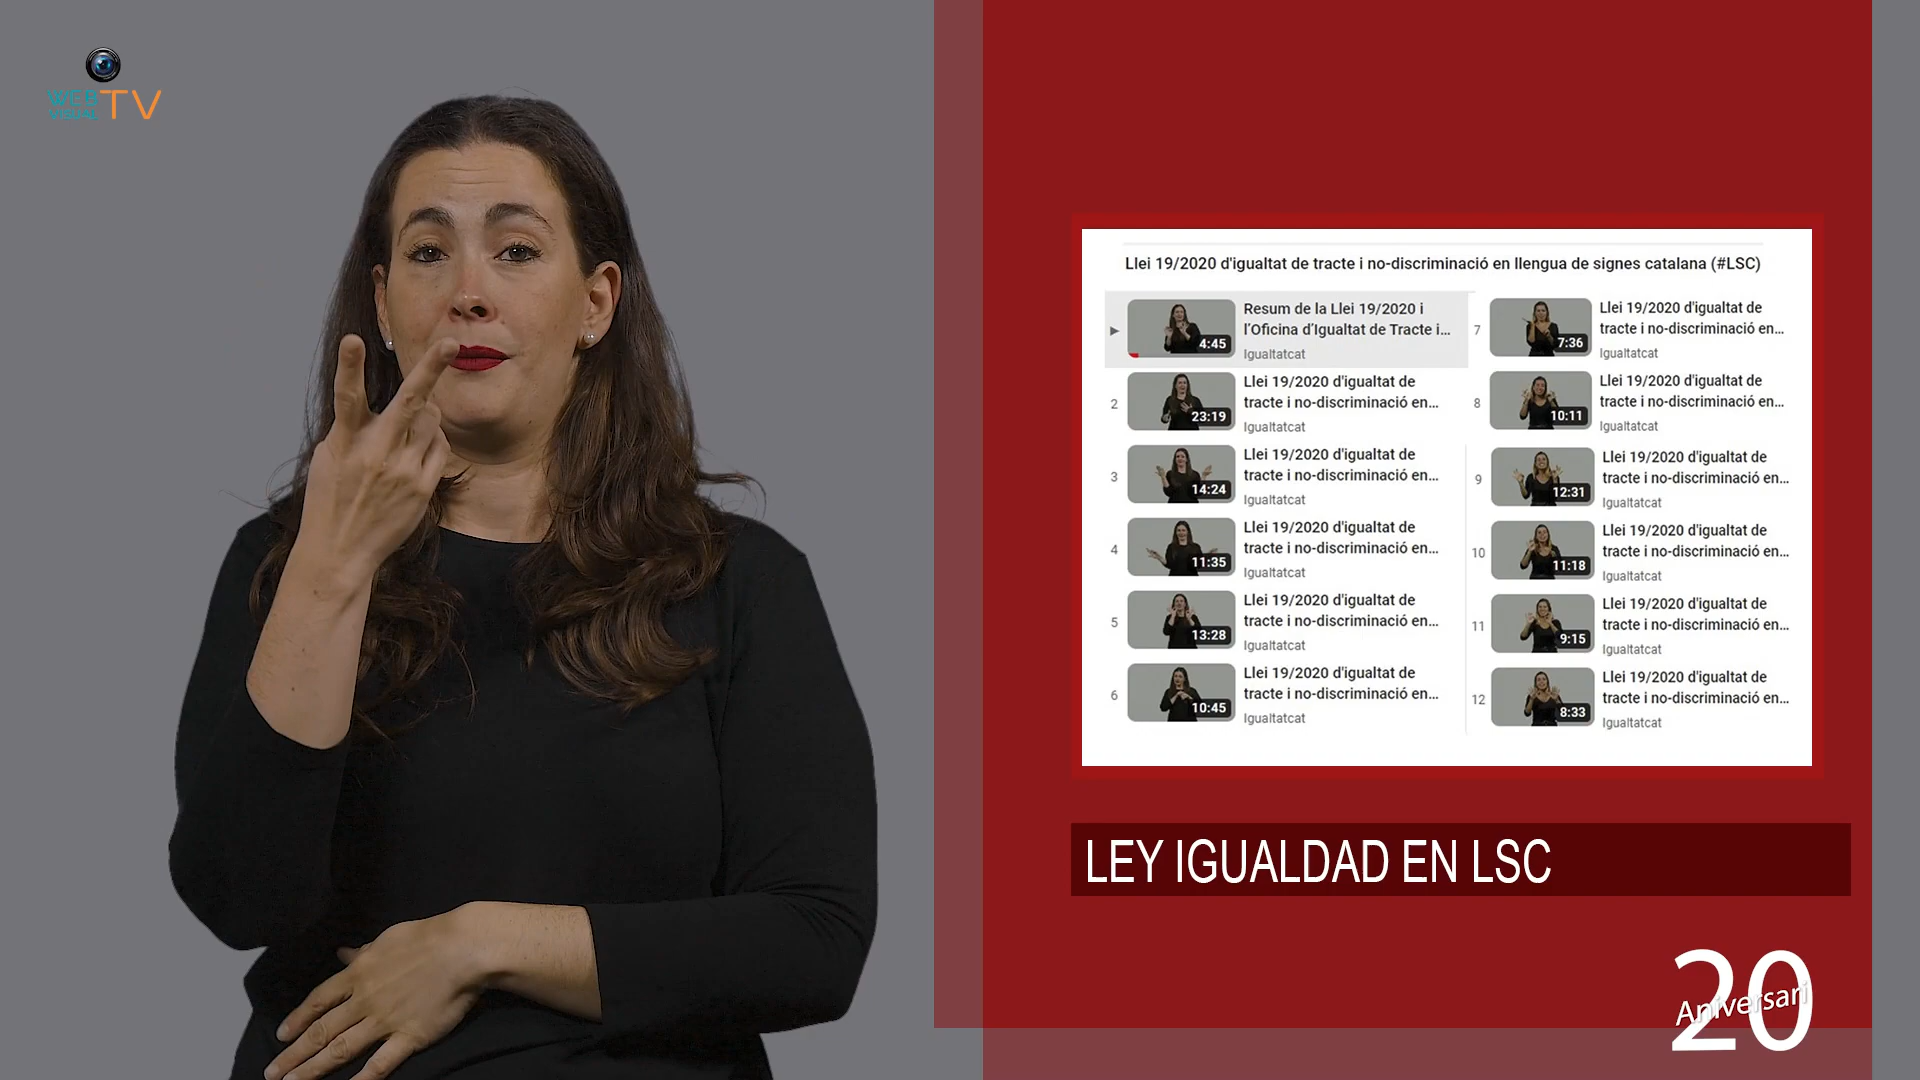 WEB
VISUAL
TV
Llei 19/2020 d'igualtat de tracte i no-discriminació en llengua de signes catalana (#LSC)
4:45
Resum de la Llei 19/2020 i
l'Oficina d'Igualtat de Tracte i...
Igualtatcat
2
23:19
Llei 19/2020 d'igualtat de
tracte i no-discriminació en...
Igualtatcat
3
14:24
Llei 19/2020 d'igualtat de
tracte i no-discriminació en...
Igualtatcat
4
11:35
Llei 19/2020 d'igualtat de
tracte i no-discriminació en...
Igualtatcat
5
13:28
Llei 19/2020 d'igualtat de
tracte i no-discriminació en...
Igualtatcat
6
10:45
Llei 19/2020 d'igualtat de
tracte i no-discriminació en...
Igualtatcat
7
7:36
Llei 19/2020 d'igualtat de
tracte i no-discriminació en...
Igualtatcat
8
10:11
Llei 19/2020 d'igualtat de
tracte i no-discriminació en...
Igualtatcat
9
12:31
Llei 19/2020 d'igualtat de
tracte i no-discriminació en...
Igualtatcat
10
11:18
Llei 19/2020 d'igualtat de
tracte i no-discriminació en...
Igualtatcat
11
9:15
Llei 19/2020 d'igualtat de
tracte i no-discriminació en...
Igualtatcat
12
8:33
Llei 19/2020 d'igualtat de
tracte i no-discriminació en...
Igualtatcat
LEY IGUALDAD EN LSC
20
Aniversari